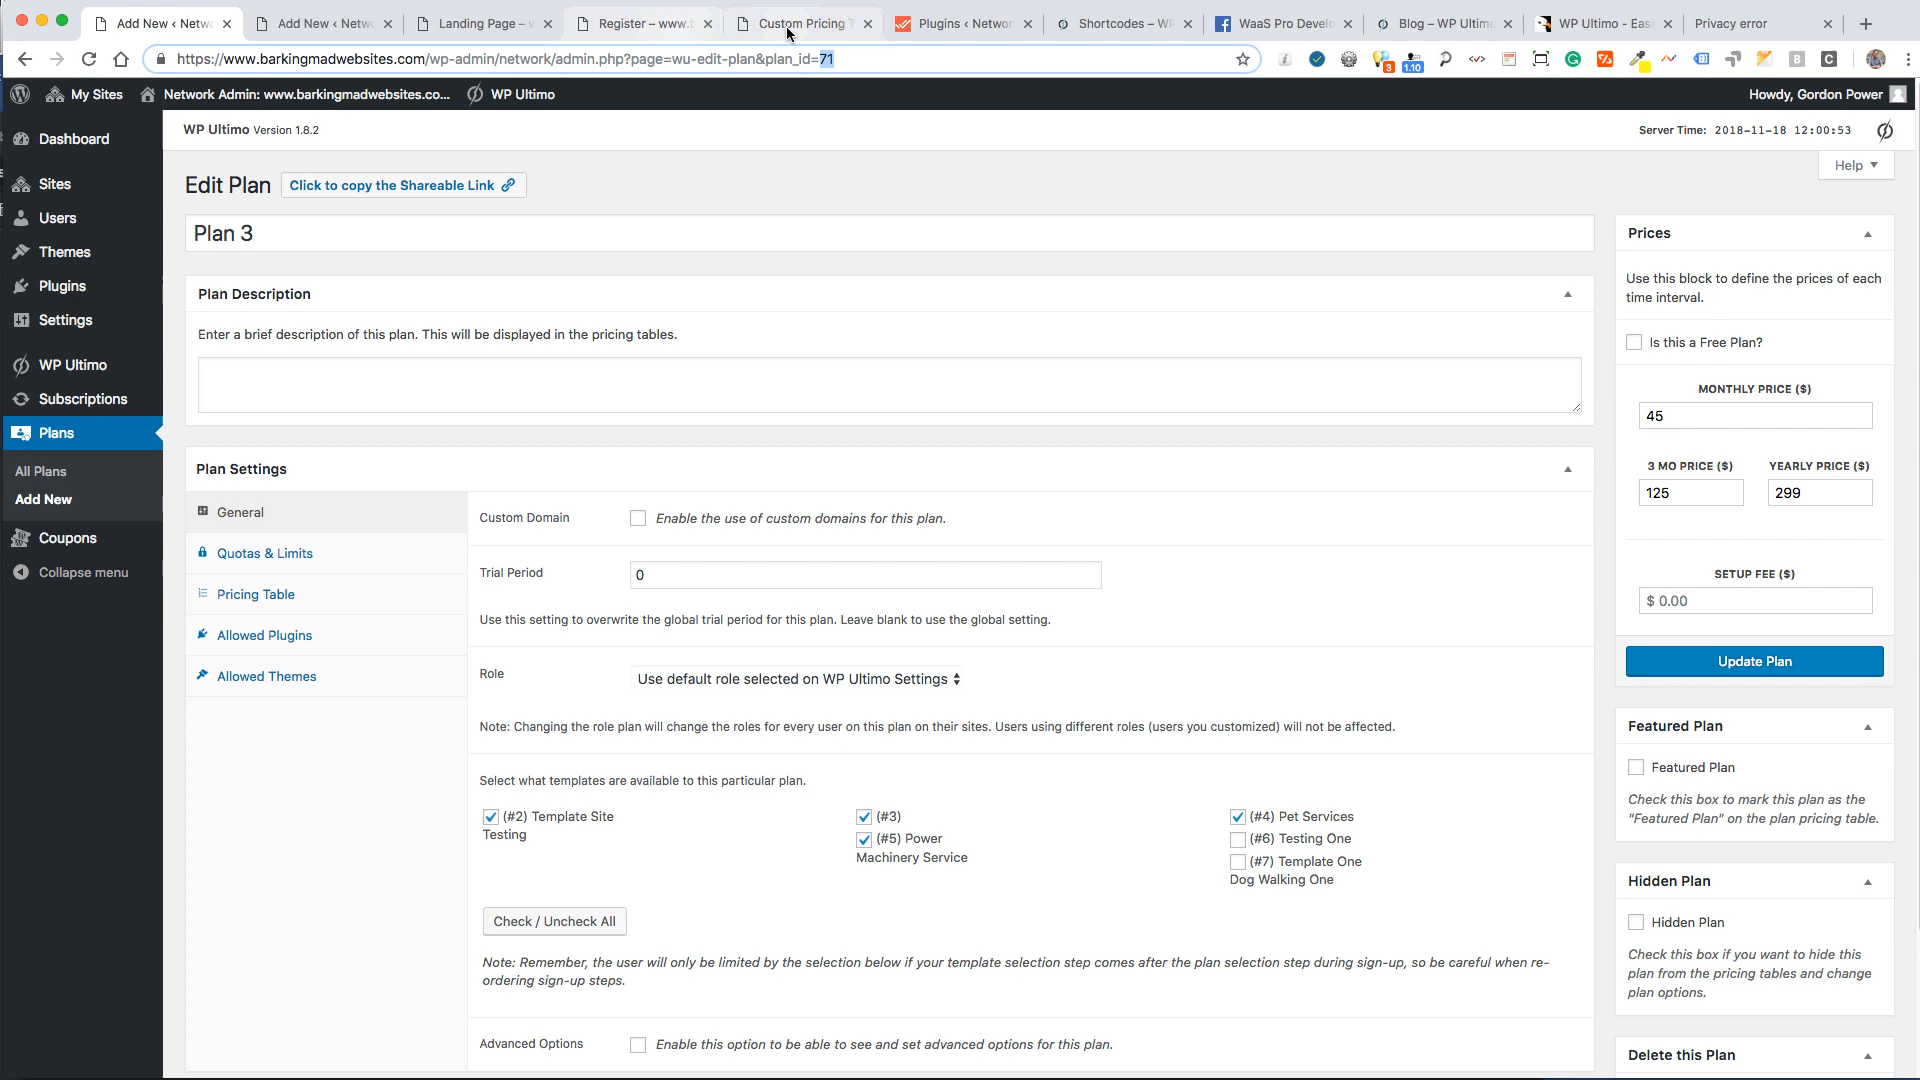 Add New ‹ Netwo
Add New ‹ Netwo
Landing Page – w
Register – www.b
Custom Pricing T
Plugins ‹ Network
Shortcodes – WP
WaaS Pro Develo
Blog – WP Ultimo
WP Ultimo - Easi
Privacy error
https://www.barkingmadwebsites.com/wp-admin/network/admin.php?page=wu-edit-plan&plan_id=71
3
1.10
My Sites
Network Admin: www.barkingmadwebsites.co...
WP Ultimo
Howdy, Gordon Power
Dashboard
Sites
Users
Themes
Plugins
Settings
WP Ultimo
Subscriptions
Plans
All Plans
Add New
Coupons
Collapse menu
WP Ultimo Version 1.8.2
Server Time: 2018-11-18 12:00:53
Help
Edit Plan
Click to copy the Shareable Link
Plan 3
Plan Description
Enter a brief description of this plan. This will be displayed in the pricing tables.
Plan Settings
General
Quotas & Limits
Pricing Table
Allowed Plugins
Allowed Themes
Custom Domain
Enable the use of custom domains for this plan.
Trial Period
0
Use this setting to overwrite the global trial period for this plan. Leave blank to use the global setting.
Role
Use default role selected on WP Ultimo Settings
Note: Changing the role plan will change the roles for every user on this plan on their sites. Users using different roles (users you customized) will not be affected.
Select what templates are available to this particular plan.
(#2) Template Site
Testing
(#3)
(#5) Power
Machinery Service
(#4) Pet Services
(#6) Testing One
(#7) Template One
Dog Walking One
Check / Uncheck All
Note: Remember, the user will only be limited by the selection below if your template selection step comes after the plan selection step during sign-up, so be careful when re-
ordering sign-up steps.
Advanced Options
Enable this option to be able to see and set advanced options for this plan.
Prices
Use this block to define the prices of each
time interval.
Is this a Free Plan?
MONTHLY PRICE ($)
45
3 MO PRICE ($)
YEARLY PRICE ($)
125
299
SETUP FEE ($)
$ 0.00
Update Plan
Featured Plan
Featured Plan
Check this box to mark this plan as the
"Featured Plan" on the plan pricing table.
Hidden Plan
Hidden Plan
Check this box if you want to hide this
plan from the pricing tables and change
plan options.
Delete this Plan